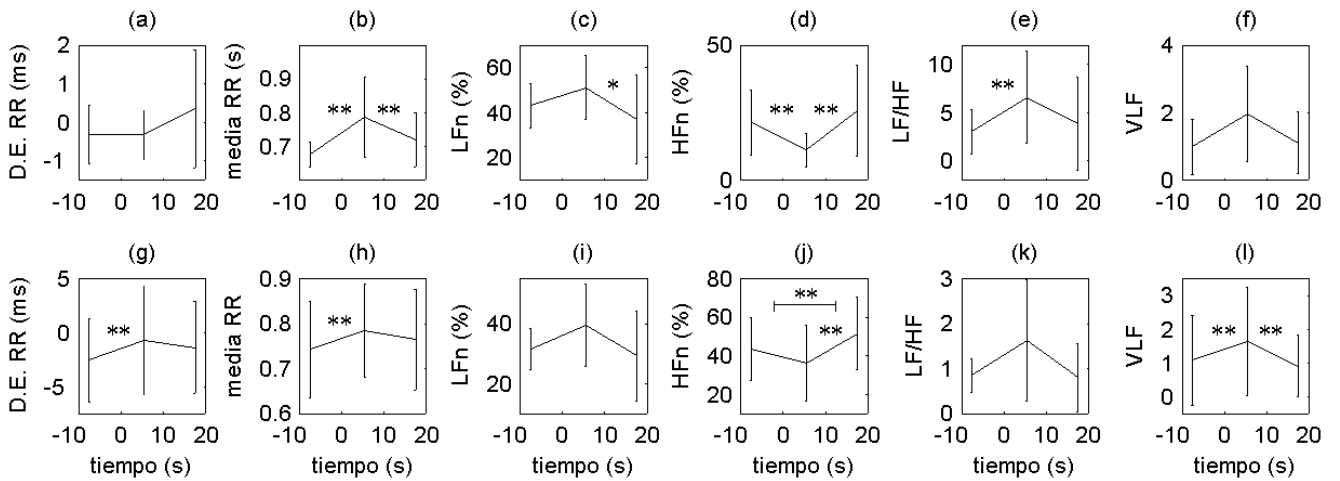 (a) (b) (c) (d) (e) (f)
D.E. RR (ms) 2 1 0 -1 -10 0 10 20
media RR (s) 0.9 0.8 0.7 ** ** -10 0 10 20
LFn (%) 60 40 20 * -10 0 10 20
HFn (%) 50 0 ** ** -10 0 10 20
LF/HF 10 5 0 ** -10 0 10 20
VLF 4 2 0 -10 0 10 20
(g) (h) (i) (j) (k) (l)
D.E. RR (ms) 5 0 -5 ** -10 0 10 20
media RR 0.9 0.8 0.7 0.6 ** -10 0 10 20
LFn (%) 40 20 -10 0 10 20
HFn (%) 80 60 40 20 ** ** -10 0 10 20
LF/HF 3 2 1 0 -10 0 10 20
VLF 3 2 1 0 ** ** -10 0 10 20
tiempo (s) tiempo (s) tiempo (s) tiempo (s) tiempo (s) tiempo (s)